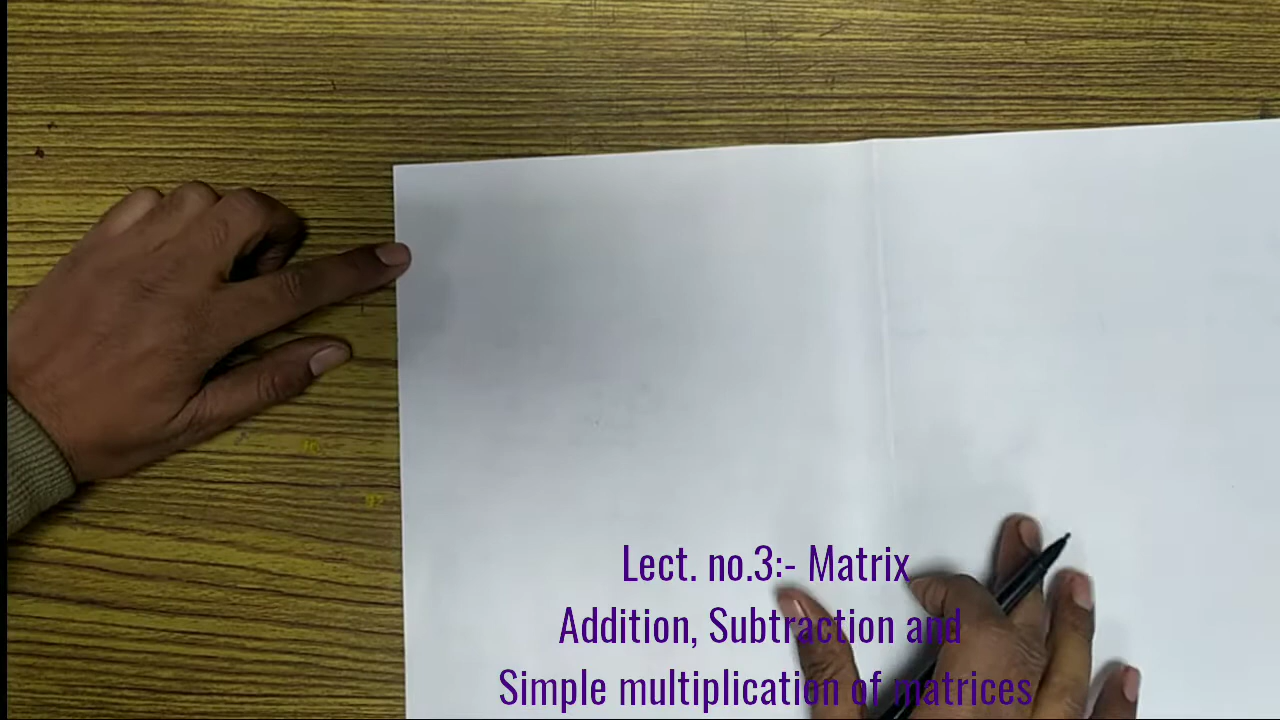 Lect. no.3:- Matrix
Addition, Subtraction and
Simple multiplication of matrices